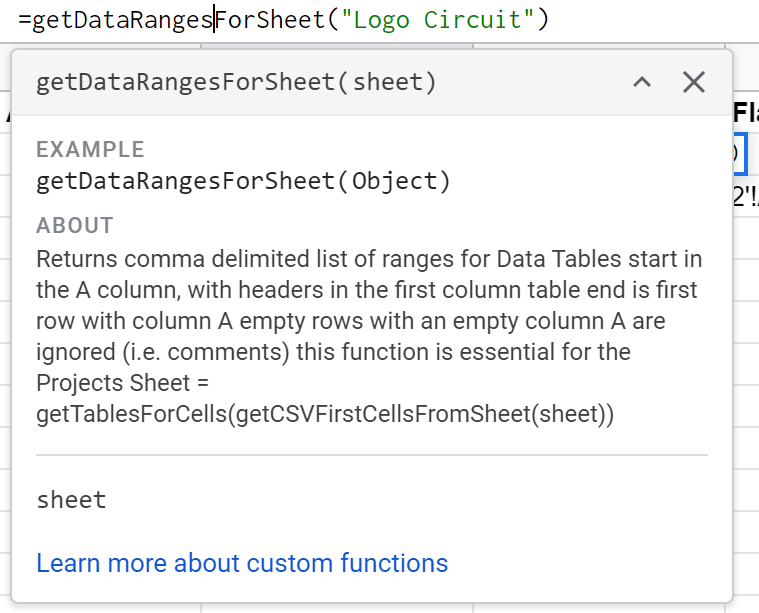 =getDataRangesForSheet("Logo Circuit")
getDataRangesForSheet(sheet)
Fla
EXAMPLE
)
getDataRangesForSheet(Object)
2'!
ABOUT
Returns comma delimited list of ranges for Data Tables start in
the A column, with headers in the first column table end is first
row with column A empty rows with an empty column A are
ignored (i.e. comments) this function is essential for the
Projects Sheet =
getTablesForCells(getCSVFirstCellsFromSheet(sheet))
sheet
Learn more about custom functions